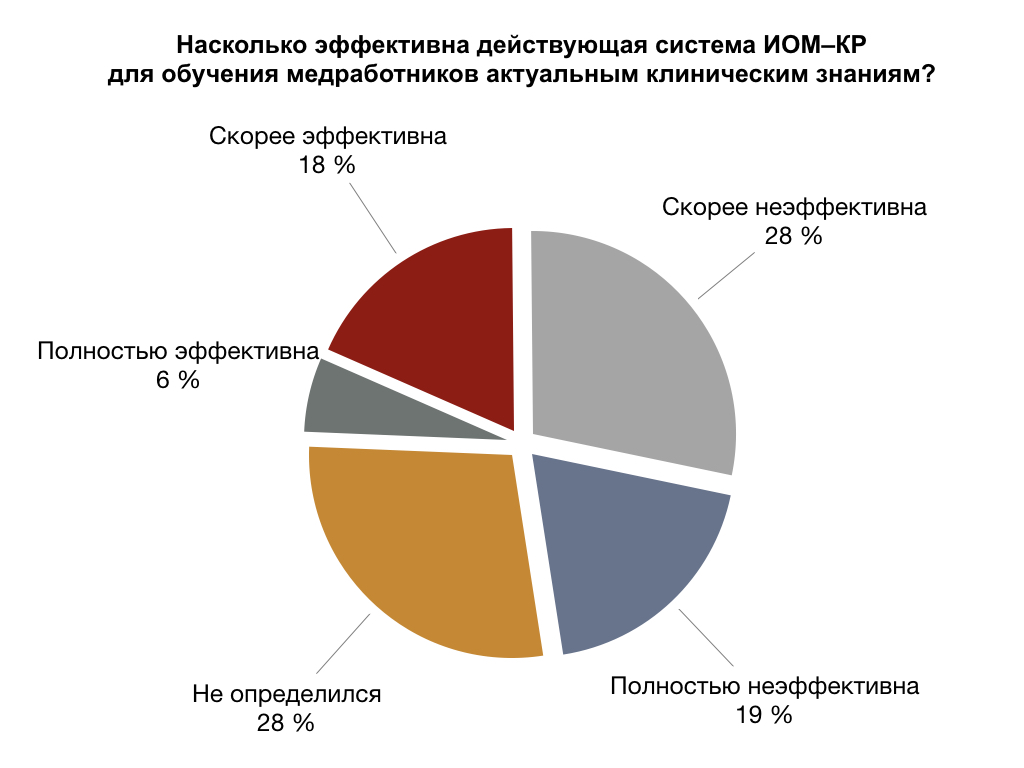 Насколько эффективна действующая система ИОМ–КР
для обучения медработников актуальным клиническим знаниям?
Скорее эффективна
18 %
Скорее неэффективна
28 %
Полностью эффективна
6 %
Полностью неэффективна
19 %
Не определился
28 %